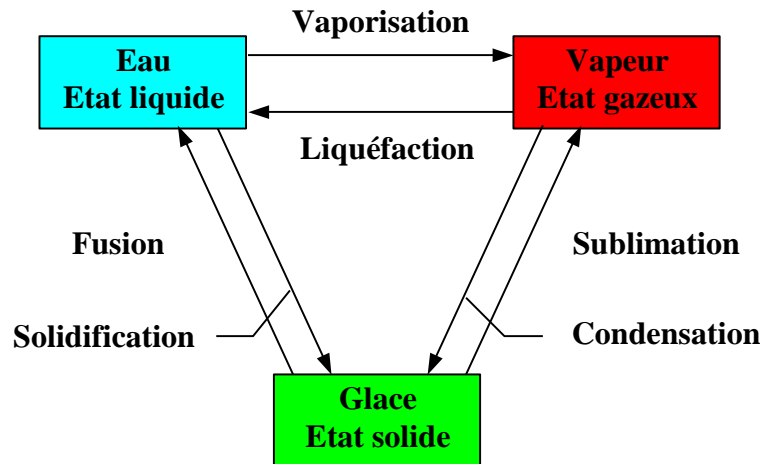 Vaporisation
Eau
Etat liquide
Vapeur
Etat gazeux
Liquéfaction
Fusion
Sublimation
Solidification
Condensation
Glace
Etat solide